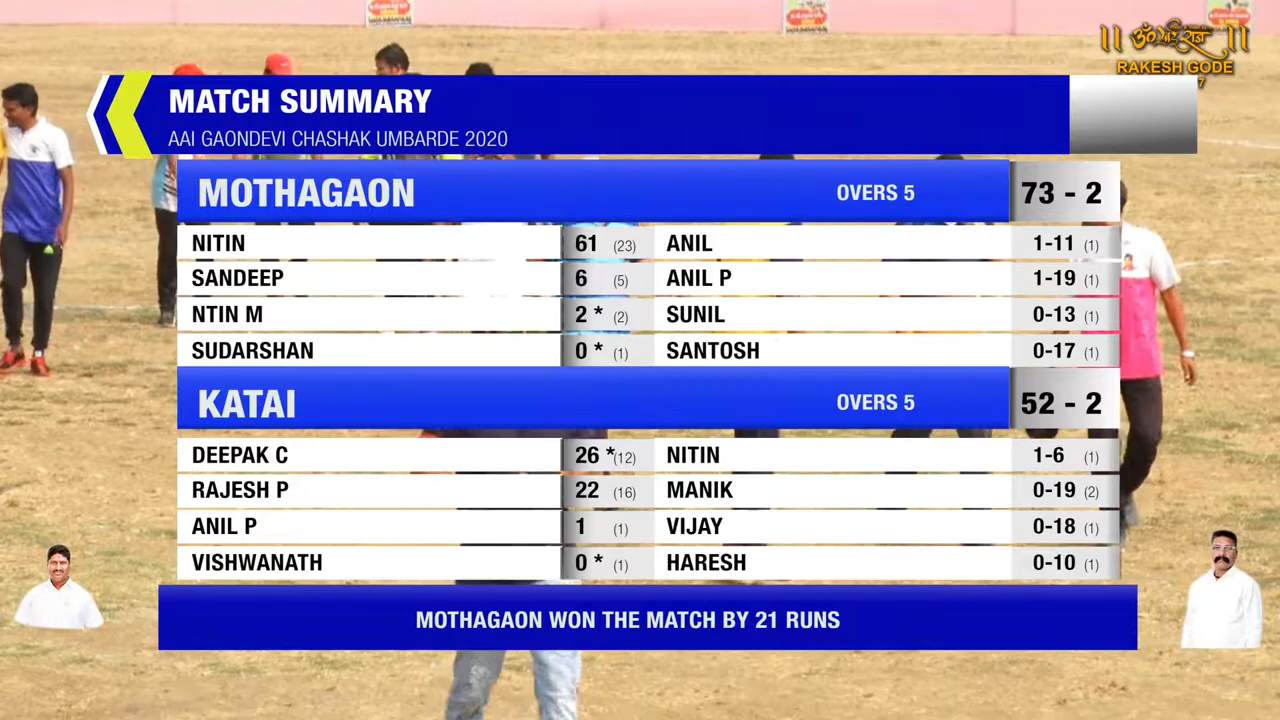 || ॐ साई राजा ||
RAKESH GODE
7
MATCH SUMMARY
AAI GAONDEVI CHASHAK UMBARDE 2020
MOTHAGAON OVERS 5 73 - 2
NITIN 61 (23) ANIL 1-11 (1)
SANDEEP 6 (5) ANIL P 1-19 (1)
NTIN M 2 * (2) SUNIL 0-13 (1)
SUDARSHAN 0 * (1) SANTOSH 0-17 (1)
KATAI OVERS 5 52 - 2
DEEPAK C 26 * (12) NITIN 1-6 (1)
RAJESH P 22 (16) MANIK 0-19 (2)
ANIL P 1 (1) VIJAY 0-18 (1)
VISHWANATH 0 * (1) HARESH 0-10 (1)
MOTHAGAON WON THE MATCH BY 21 RUNS